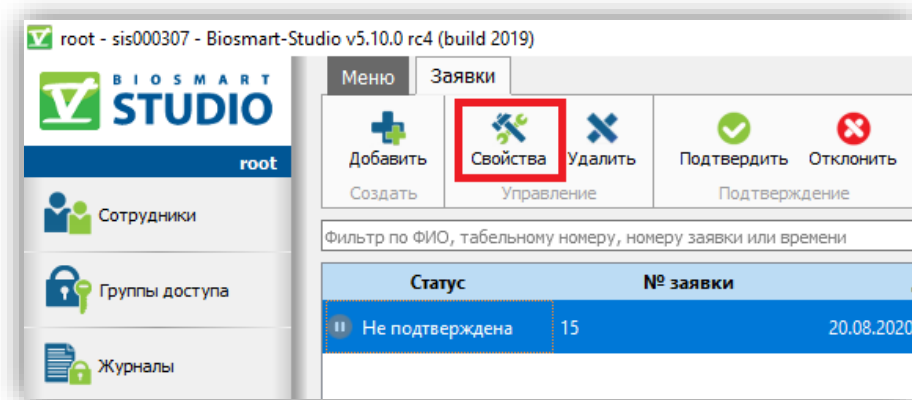 root - sis000307 - Biosmart-Studio v5.10.0 rc4 (build 2019)
BIOSMART
STUDIO
root
Сотрудники
Группы доступа
Журналы
Меню Заявки
Добавить Свойства Удалить Подтвердить Отклонить
Создать Управление Подтверждение
Фильтр по ФИО, табельному номеру, номеру заявки или времени
Статус № заявки
Не подтверждена 15 20.08.2020